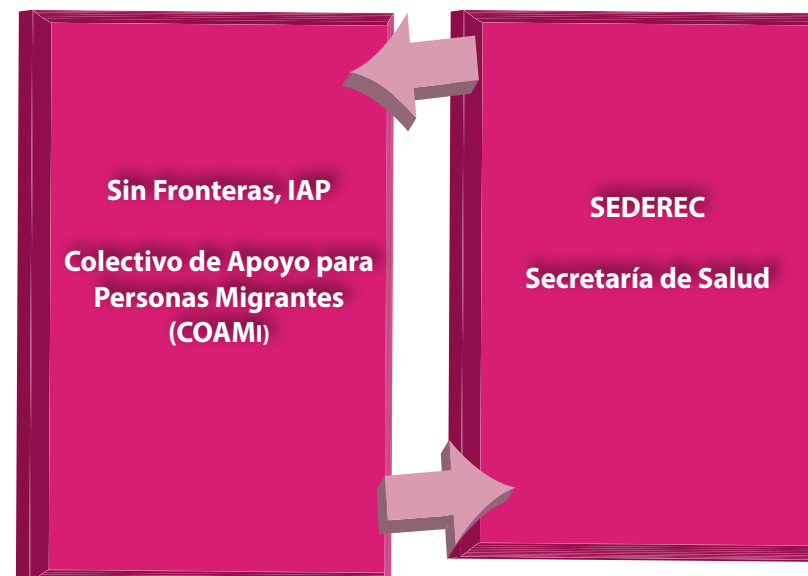 Sin Fronteras, IAP
Colectivo de Apoyo para
Personas Migrantes
(COAMI)
SEDEREC
Secretaría de Salud